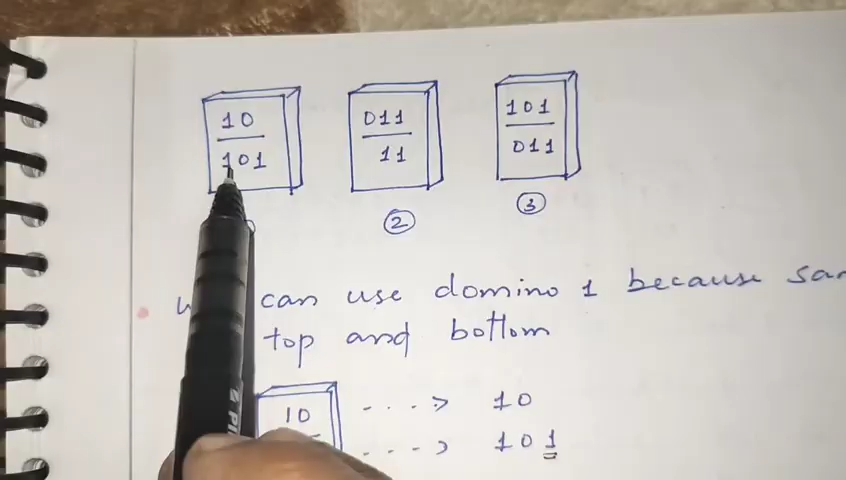 10 011 101
101 11 011
② ③
can use domino 1 because
top and bottom
10 - - - -> 10
- - - -> 101